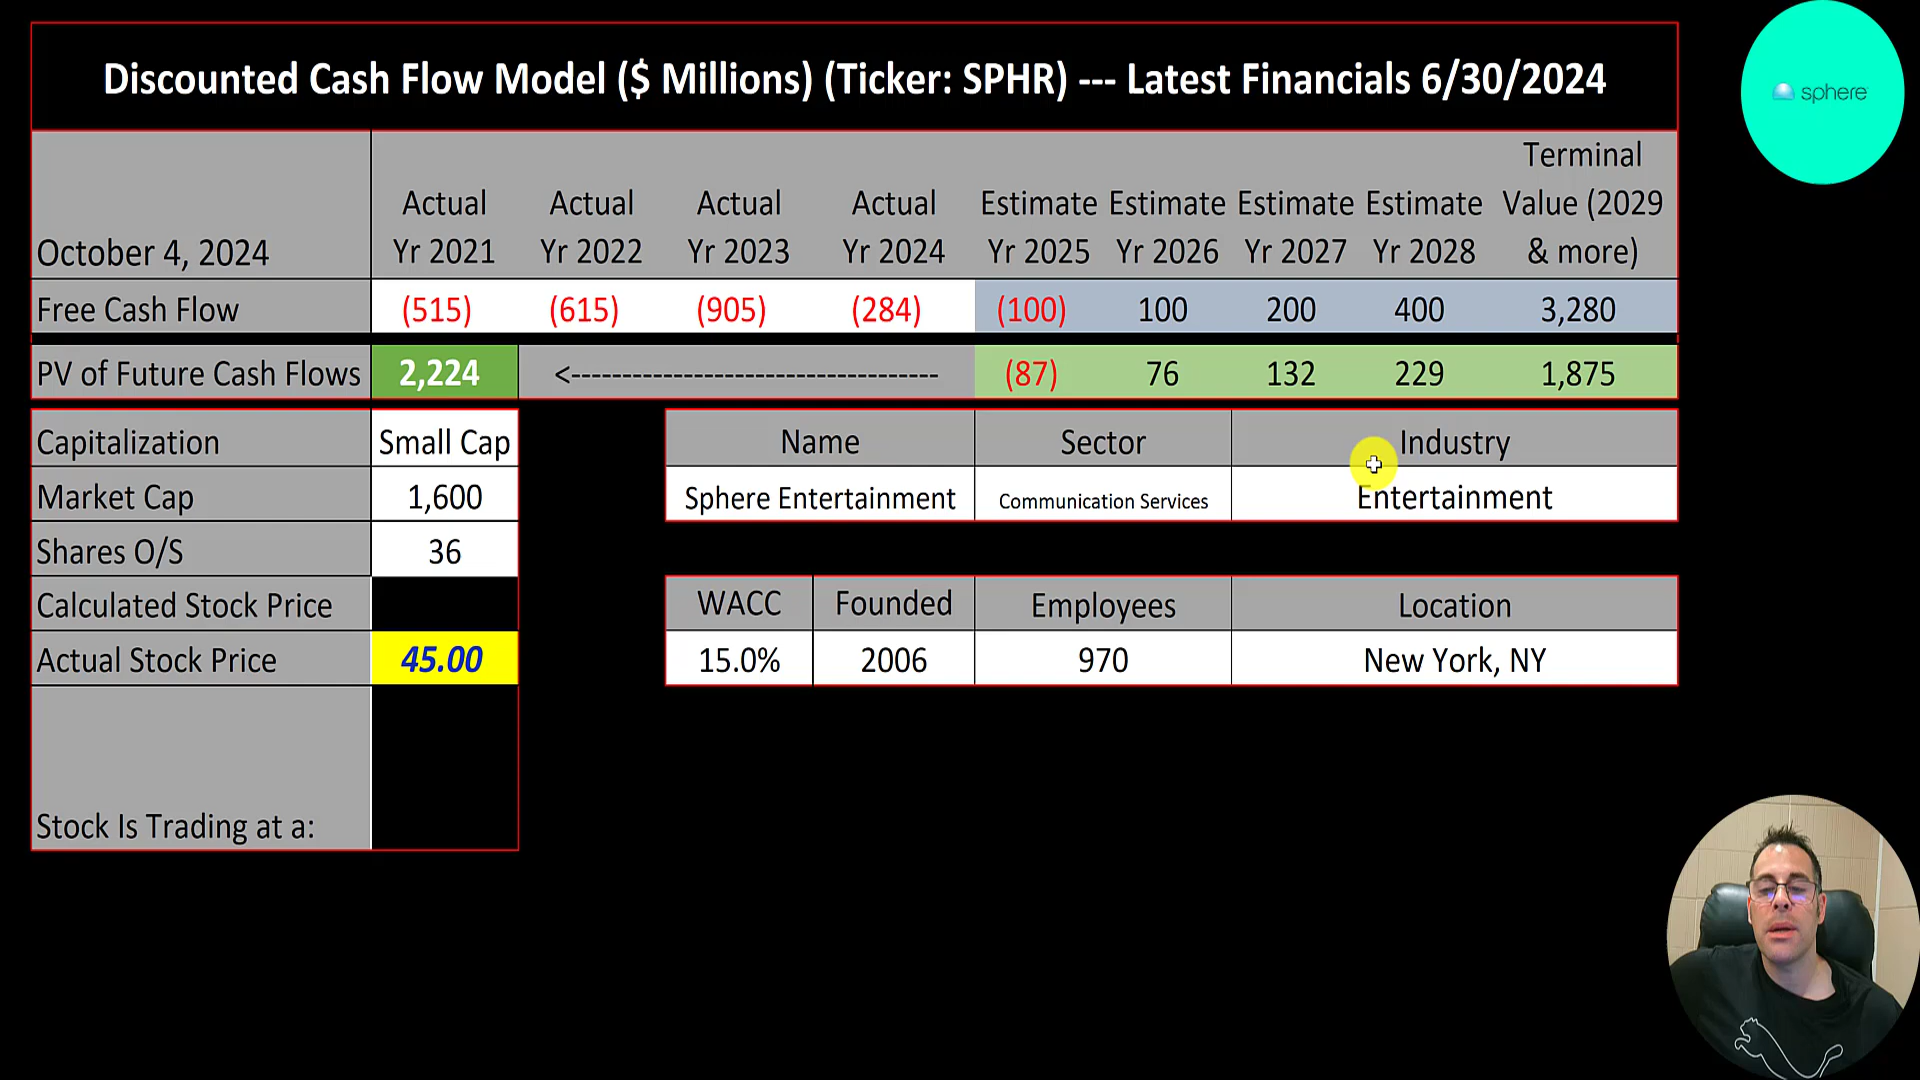 Discounted Cash Flow Model ($ Millions) (Ticker: SPHR) --- Latest Financials 6/30/2024
sphere
October 4, 2024 Actual Yr 2021 Actual Yr 2022 Actual Yr 2023 Actual Yr 2024 Estimate Yr 2025 Estimate Yr 2026 Estimate Yr 2027 Estimate Yr 2028 Terminal Value (2029 & more)
Free Cash Flow (515) (615) (905) (284) (100) 100 200 400 3,280
PV of Future Cash Flows 2,224 <------------------------------------ (87) 76 132 229 1,875
Capitalization Small Cap
Market Cap 1,600
Shares O/S 36
Calculated Stock Price
Actual Stock Price 45.00
Stock Is Trading at a:
Name Sector Industry
Sphere Entertainment Communication Services Entertainment
WACC Founded Employees Location
15.0% 2006 970 New York, NY